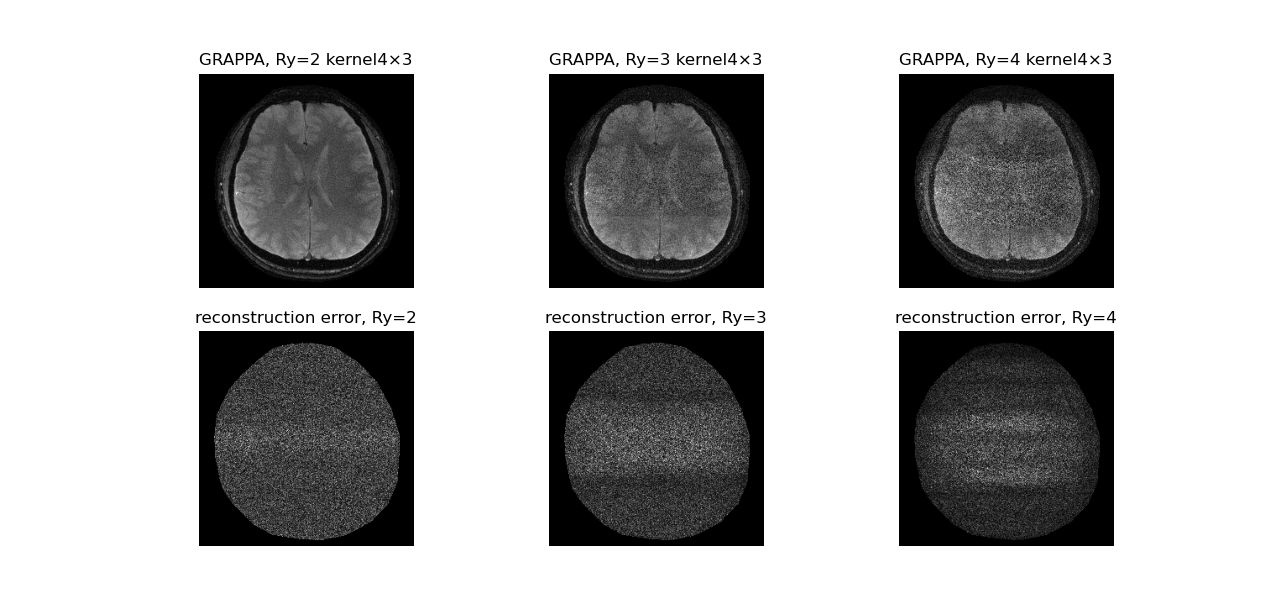 GRAPPA, Ry=2 kernel4×3
GRAPPA, Ry=3 kernel4×3
GRAPPA, Ry=4 kernel4×3
reconstruction error, Ry=2
reconstruction error, Ry=3
reconstruction error, Ry=4